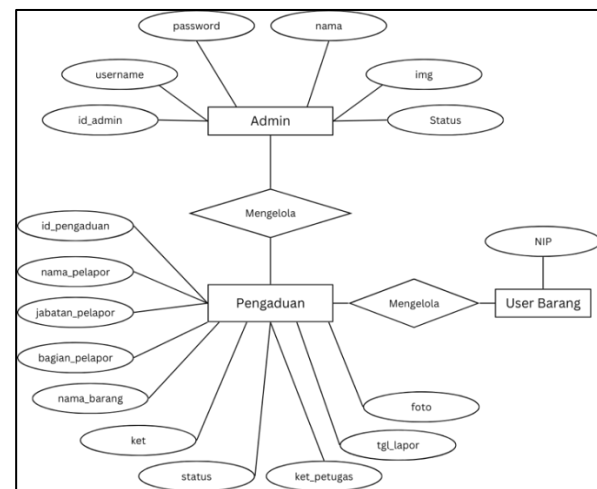 password
nama
username
img
id_admin
Admin
Status
Mengelola
id_pengaduan
NIP
nama_pelapor
jabatan_pelapor
Pengaduan
Mengelola
User Barang
bagian_pelapor
nama_barang
foto
ket
tgl_lapor
status
ket_petugas